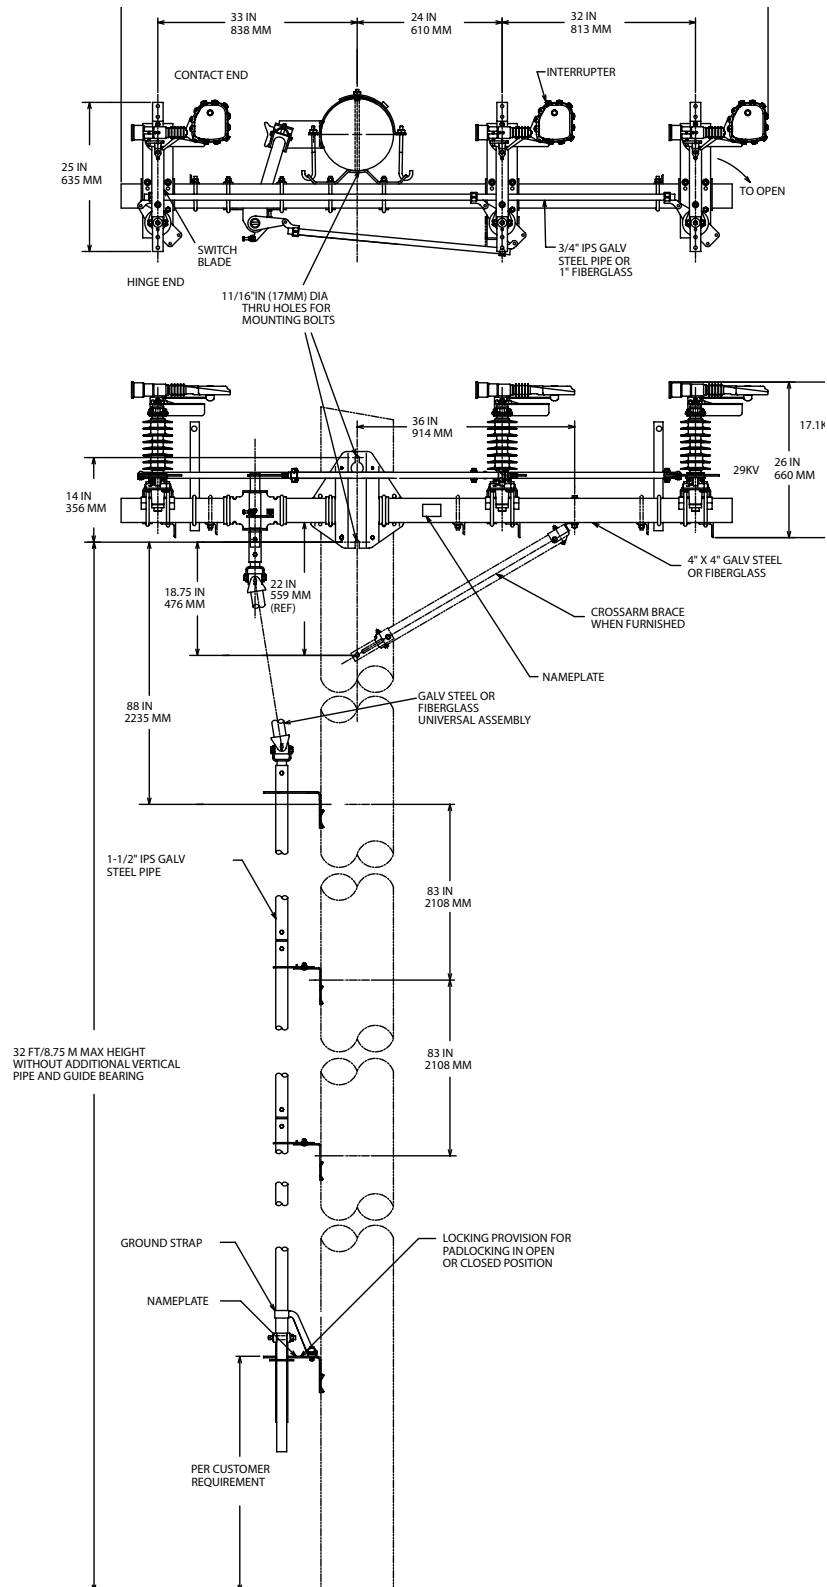 33 IN
838 MM
24 IN
610 MM
32 IN
813 MM
CONTACT END
INTERRUPTER
25 IN
635 MM
TO OPEN
SWITCH
BLADE
3/4" IPS GALV
STEEL PIPE OR
1" FIBERGLASS
HINGE END
11/16"IN (17MM) DIA
THRU HOLES FOR
MOUNTING BOLTS
36 IN
914 MM
17.1K
29KV
26 IN
660 MM
14 IN
356 MM
4" X 4" GALV STEEL
OR FIBERGLASS
18.75 IN
476 MM
22 IN
559 MM
(REF)
CROSSARM BRACE
WHEN FURNISHED
NAMEPLATE
88 IN
2235 MM
GALV STEEL OR
FIBERGLASS
UNIVERSAL ASSEMBLY
1-1/2" IPS GALV
STEEL PIPE
83 IN
2108 MM
32 FT/8.75 M MAX HEIGHT
WITHOUT ADDITIONAL VERTICAL
PIPE AND GUIDE BEARING
83 IN
2108 MM
GROUND STRAP
LOCKING PROVISION FOR
PADLOCKING IN OPEN
OR CLOSED POSITION
NAMEPLATE
PER CUSTOMER
REQUIREMENT